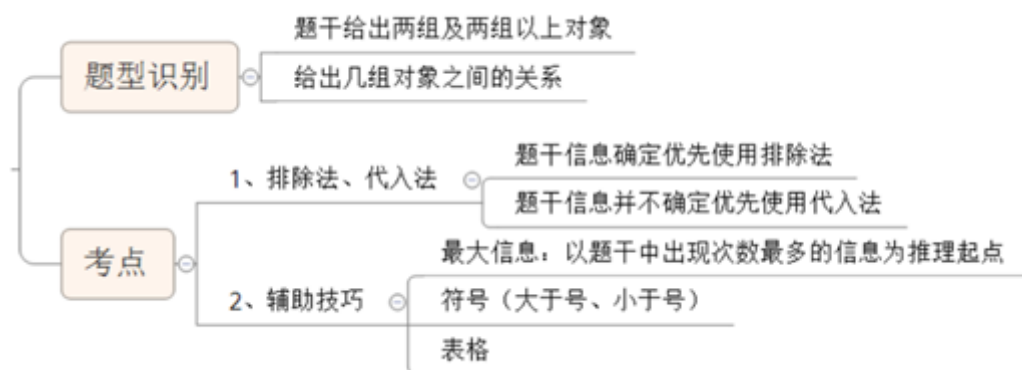 题干给出两组及两组以上对象
题型识别
给出几组对象之间的关系
题干信息确定优先使用排除法
1、排除法、代入法
题干信息并不确定优先使用代入法
考点
最大信息：以题干中出现次数最多的信息为推理起点
2、辅助技巧
符号（大于号、小于号）
表格